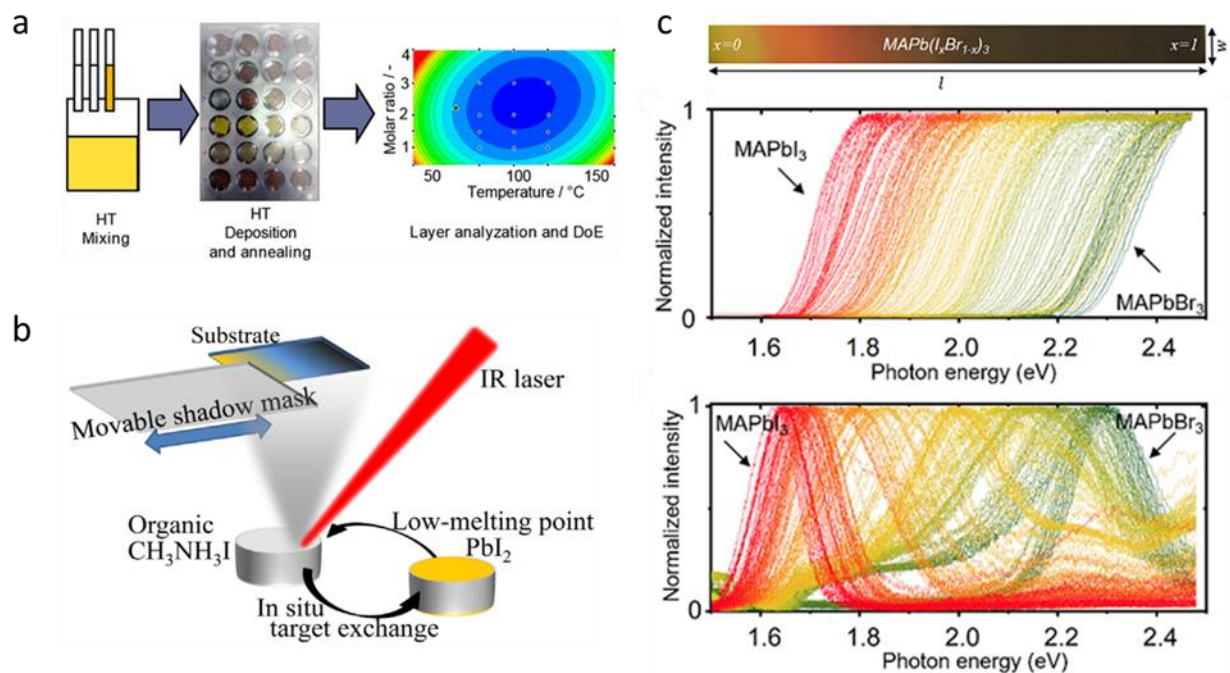 a
HT
Mixing
HT
Deposition
and annealing
Molar ratio / -
4
3
2
1
50 100 150
Temperature / °C
Layer analyzation and DoE
b
Substrate
Movable shadow mask
IR laser
Organic
CH₃NH₃I
Low-melting point
PbI₂
In situ
target exchange
c
x=0 MAPb(IₓBr₁₋ₓ)₃ x=1
w
l
Normalized intensity
1
0
MAPbI₃
MAPbBr₃
1.6 1.8 2.0 2.2 2.4
Photon energy (eV)
Normalized intensity
1
0
MAPbI₃
MAPbBr₃
1.6 1.8 2.0 2.2 2.4
Photon energy (eV)